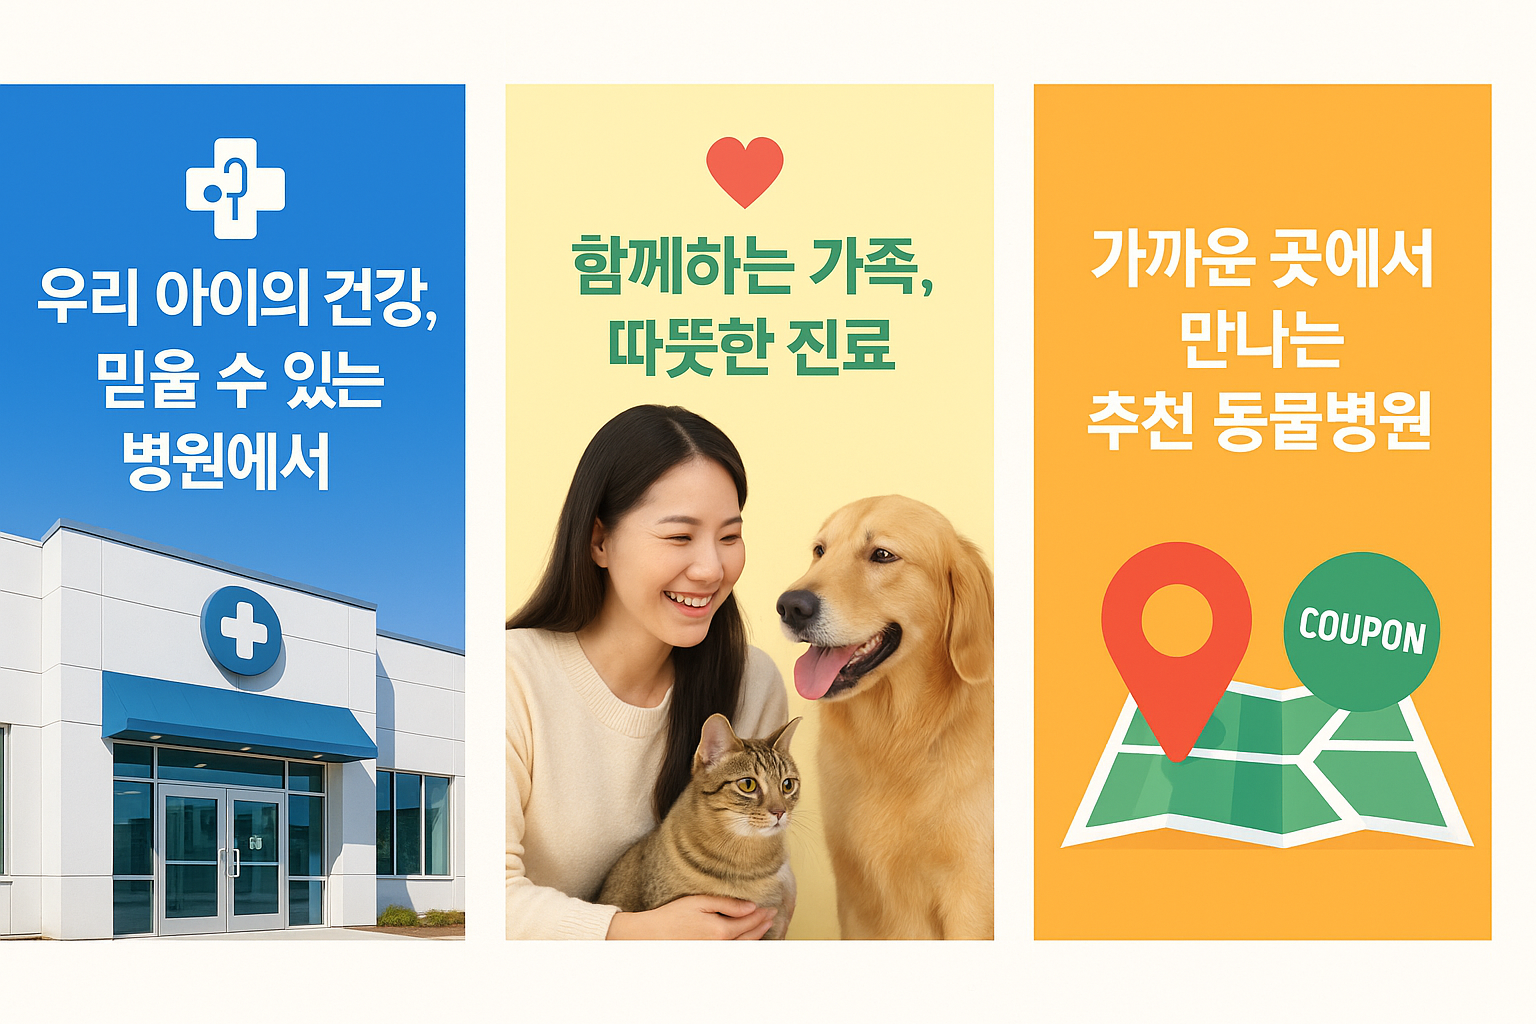 우리 아이의 건강,
믿울 수 있는
병원에서
함께하는 가족,
따뜻한 진료
가까운 곳에서
만나는
추천 동물병원
COUPON